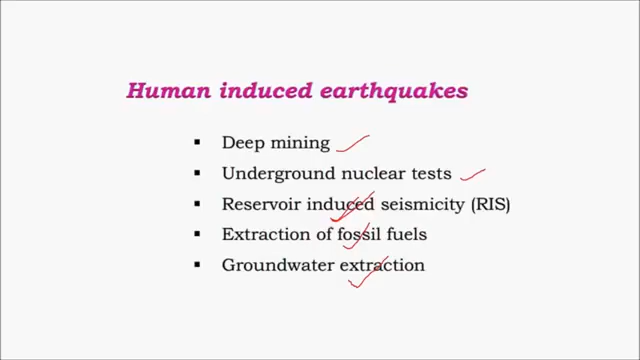 Human induced earthquakes
▪ Deep mining
▪ Underground nuclear tests
▪ Reservoir induced seismicity (RIS)
▪ Extraction of fossil fuels
▪ Groundwater extraction